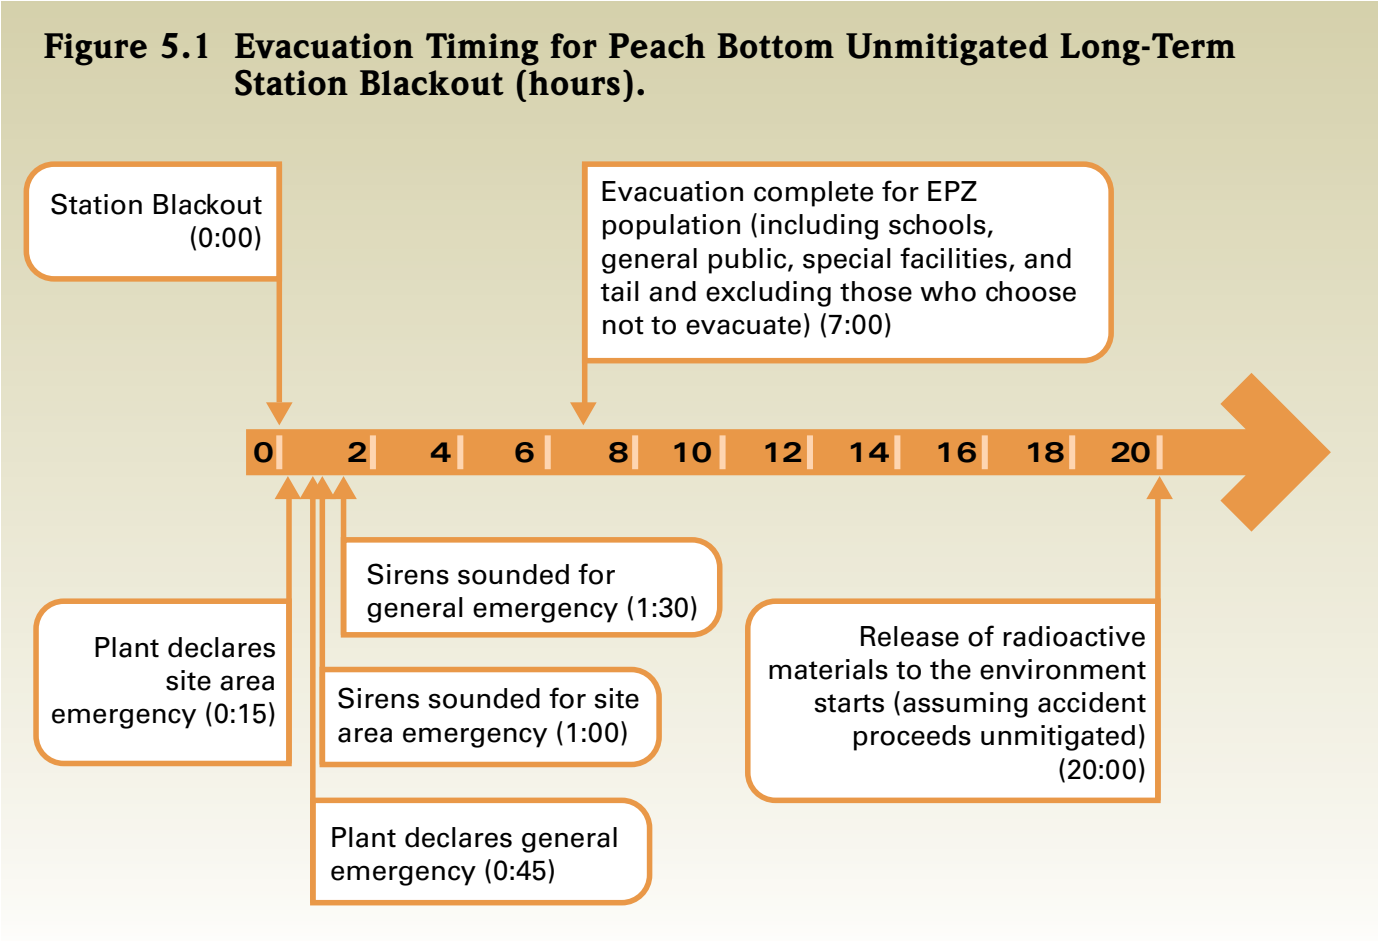 Figure 5.1 Evacuation Timing for Peach Bottom Unmitigated Long-Term
Station Blackout (hours).
Station Blackout
(0:00)
Evacuation complete for EPZ
population (including schools,
general public, special facilities, and
tail and excluding those who choose
not to evacuate) (7:00)
0 2 4 6 8 10 12 14 16 18 20
Sirens sounded for
general emergency (1:30)
Plant declares
site area
emergency (0:15)
Sirens sounded for site
area emergency (1:00)
Plant declares general
emergency (0:45)
Release of radioactive
materials to the environment
starts (assuming accident
proceeds unmitigated)
(20:00)